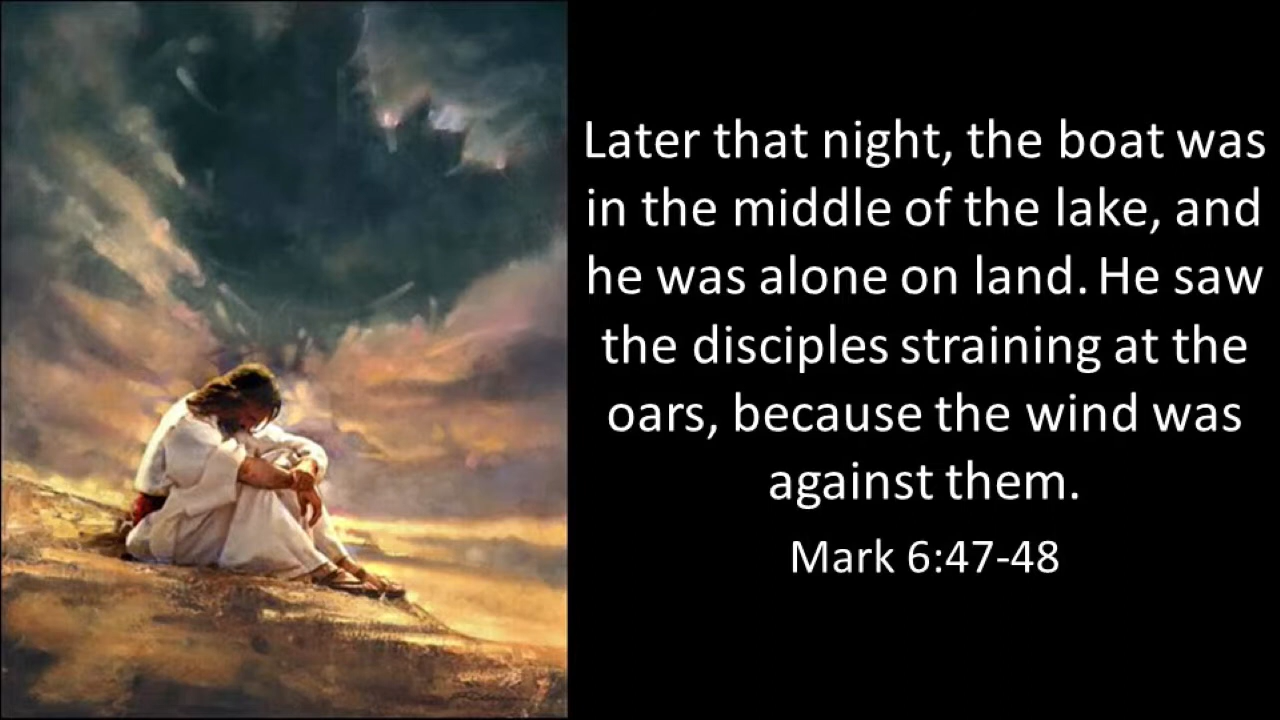 Later that night, the boat was
in the middle of the lake, and
he was alone on land. He saw
the disciples straining at the
oars, because the wind was
against them.
Mark 6:47-48